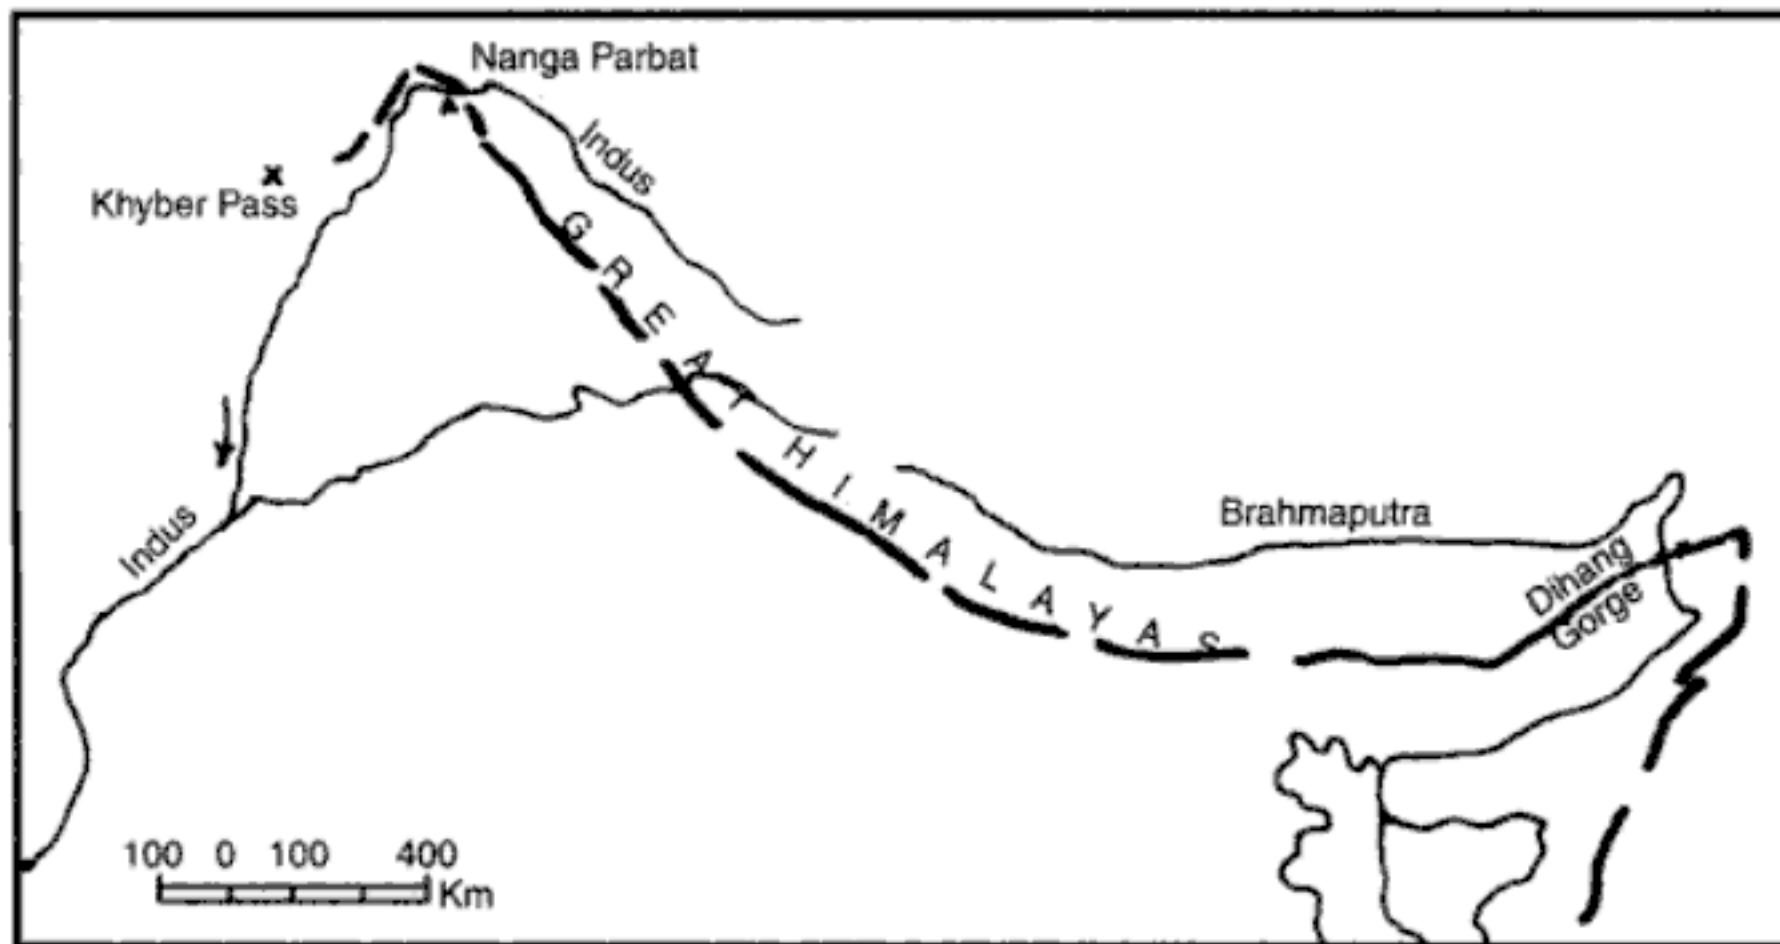 Nanga Parbat
Indus
x
Khyber Pass
GREAT HIMALAYAS
Brahmaputra
Dihang
Gorge
Indus
100 0 100 400
Km